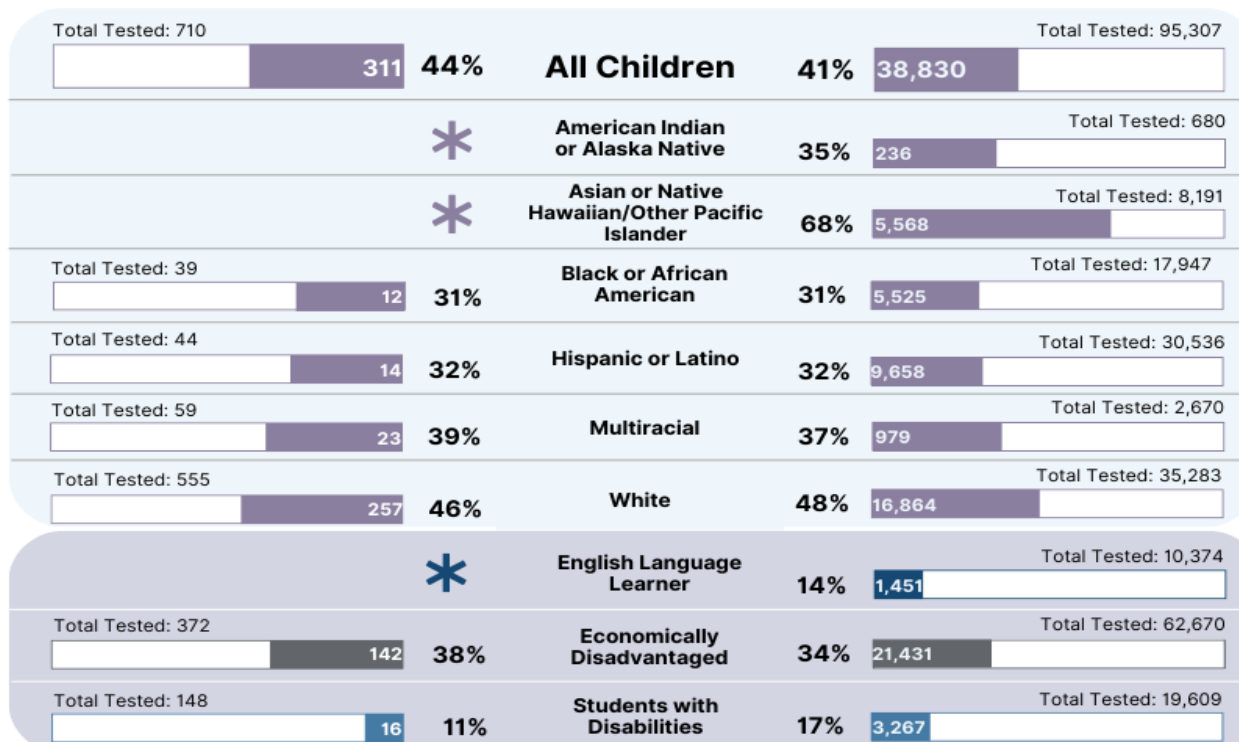 Total Tested: 710
Total Tested: 95,307
311 44% All Children 41% 38,830
Total Tested: 680
American Indian
or Alaska Native
* 35% 236
Total Tested: 8,191
Asian or Native
Hawaiian/Other Pacific
Islander
* 68% 5,568
Total Tested: 39
Total Tested: 17,947
Black or African
American
12 31% 31% 5,525
Total Tested: 44
Total Tested: 30,536
14 32% Hispanic or Latino 32% 9,658
Total Tested: 59
Total Tested: 2,670
23 39% Multiracial 37% 979
Total Tested: 555
Total Tested: 35,283
257 46% White 48% 16,864
Total Tested: 10,374
English Language
Learner
* 14% 1,451
Total Tested: 372
Total Tested: 62,670
Economically
Disadvantaged
142 38% 34% 21,431
Total Tested: 148
Total Tested: 19,609
Students with
Disabilities
16 11% 17% 3,267